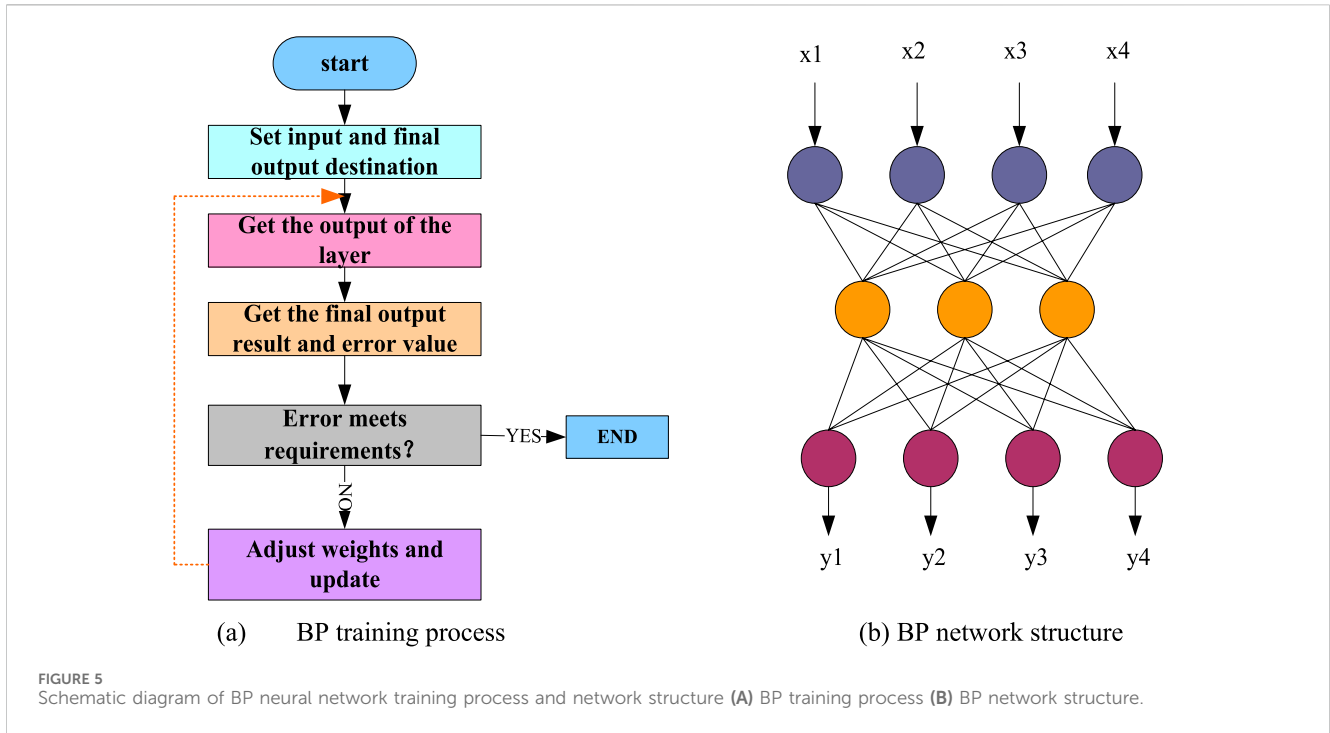 start
Set input and final
output destination
Get the output of the
layer
Get the final output
result and error value
Error meets
requirements?
YES
END
NO
Adjust weights and
update
(a) BP training process
x1 x2 x3 x4
y1 y2 y3 y4
(b) BP network structure
FIGURE 5
Schematic diagram of BP neural network training process and network structure (A) BP training process (B) BP network structure.